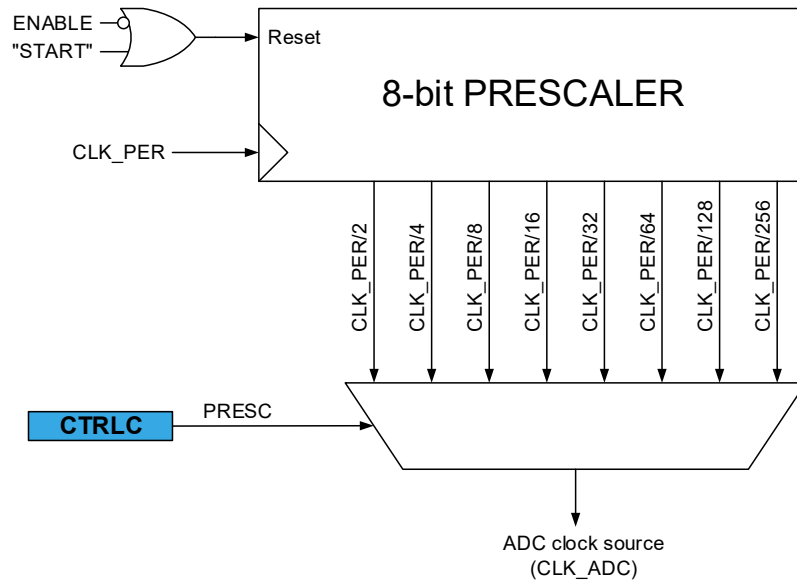 ENABLE
"START"
Reset
8-bit PRESCALER
CLK_PER
CLK_PER/2
CLK_PER/4
CLK_PER/8
CLK_PER/16
CLK_PER/32
CLK_PER/64
CLK_PER/128
CLK_PER/256
CTRLC
PRESC
ADC clock source
(CLK_ADC)